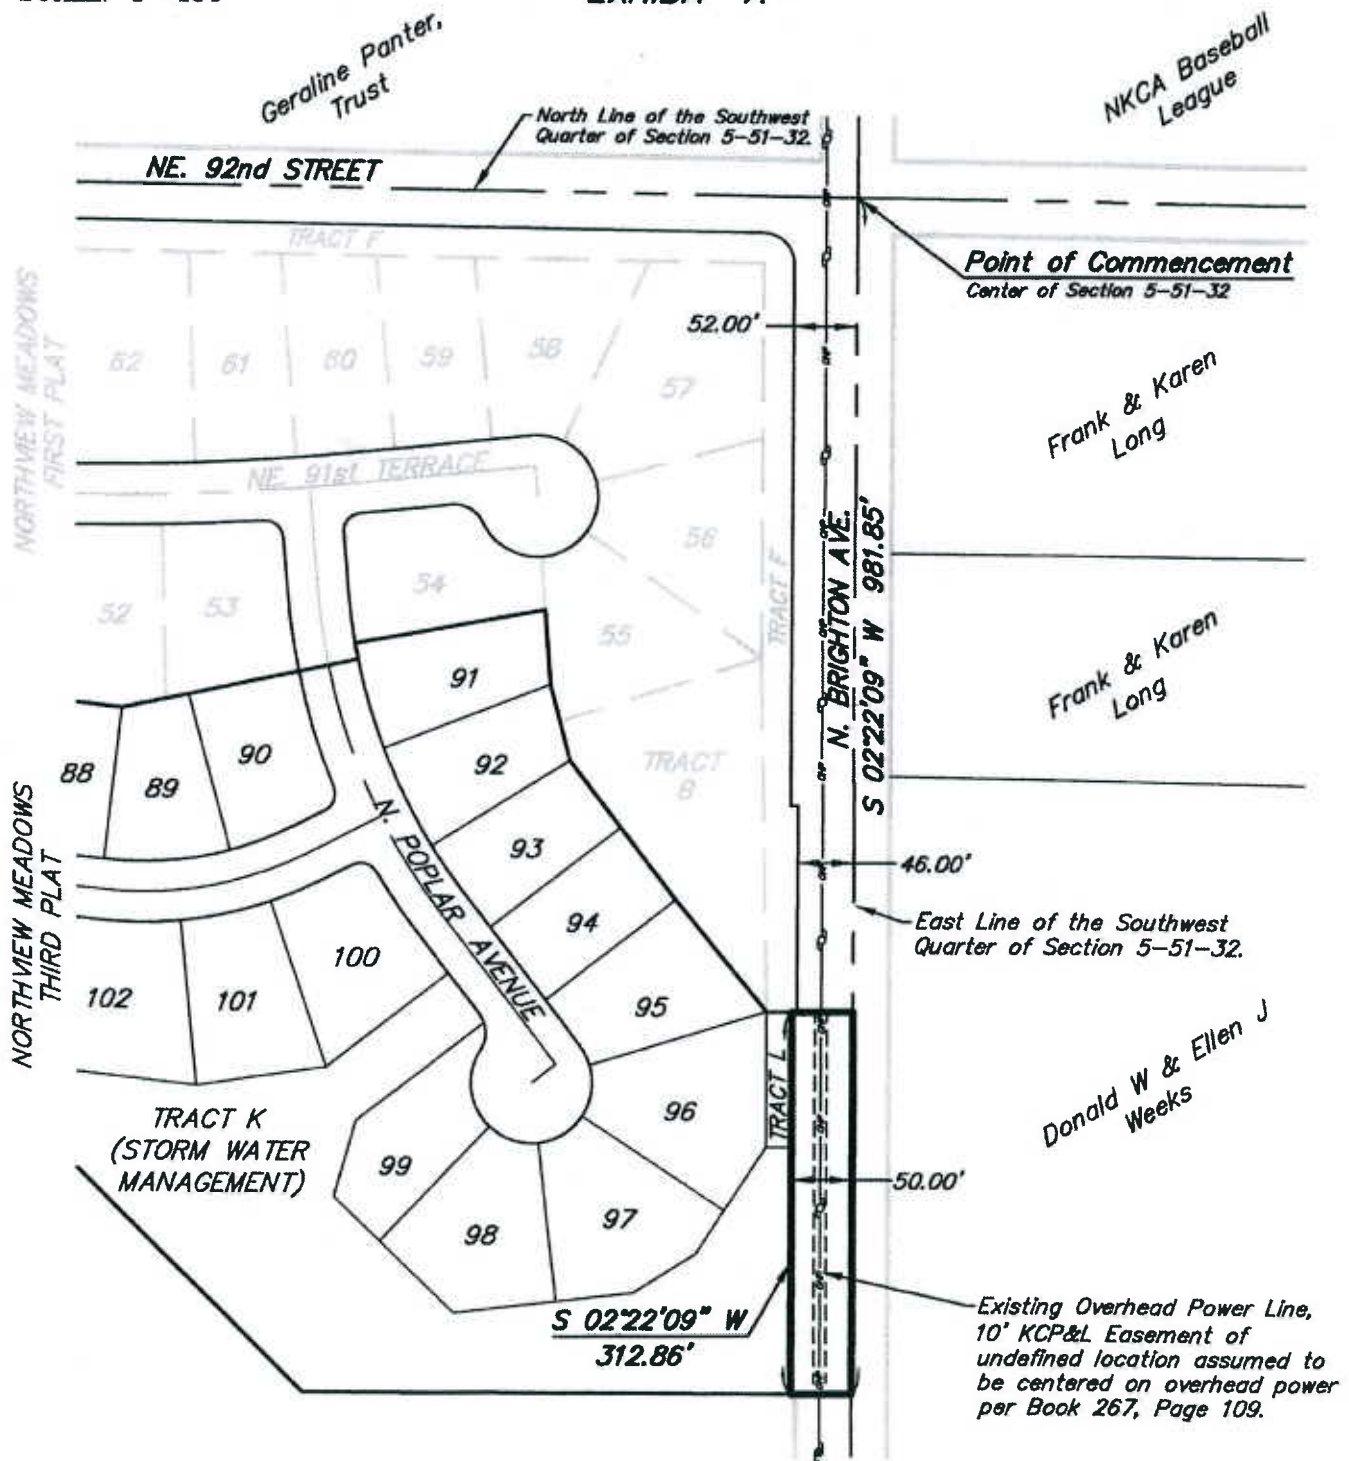 Geraline Panter,
Trust
NKCA Baseball
League
North Line of the Southwest
Quarter of Section 5-51-32.
NE. 92nd STREET
TRACT F
Point of Commencement
Center of Section 5-51-32
52.00'
NORTHVIEW MEADOWS
FIRST PLAT
62
61
60
59
58
57
Frank & Karen
Long
NE. 91st TERRACE
56
TRACT F
N. BRIGHTON AVE.
S 02°22'09" W 981.85'
52
53
54
55
91
Frank & Karen
Long
88
89
90
92
TRACT
B
93
N. POPLAR AVENUE
46.00'
NORTHVIEW MEADOWS
THIRD PLAT
94
East Line of the Southwest
Quarter of Section 5-51-32.
102
101
100
95
TRACT L
Donald W & Ellen J
Weeks
TRACT K
(STORM WATER
MANAGEMENT)
96
99
50.00'
98
97
S 02°22'09" W
312.86'
Existing Overhead Power Line,
10' KCP&L Easement of
undefined location assumed to
be centered on overhead power
per Book 267, Page 109.